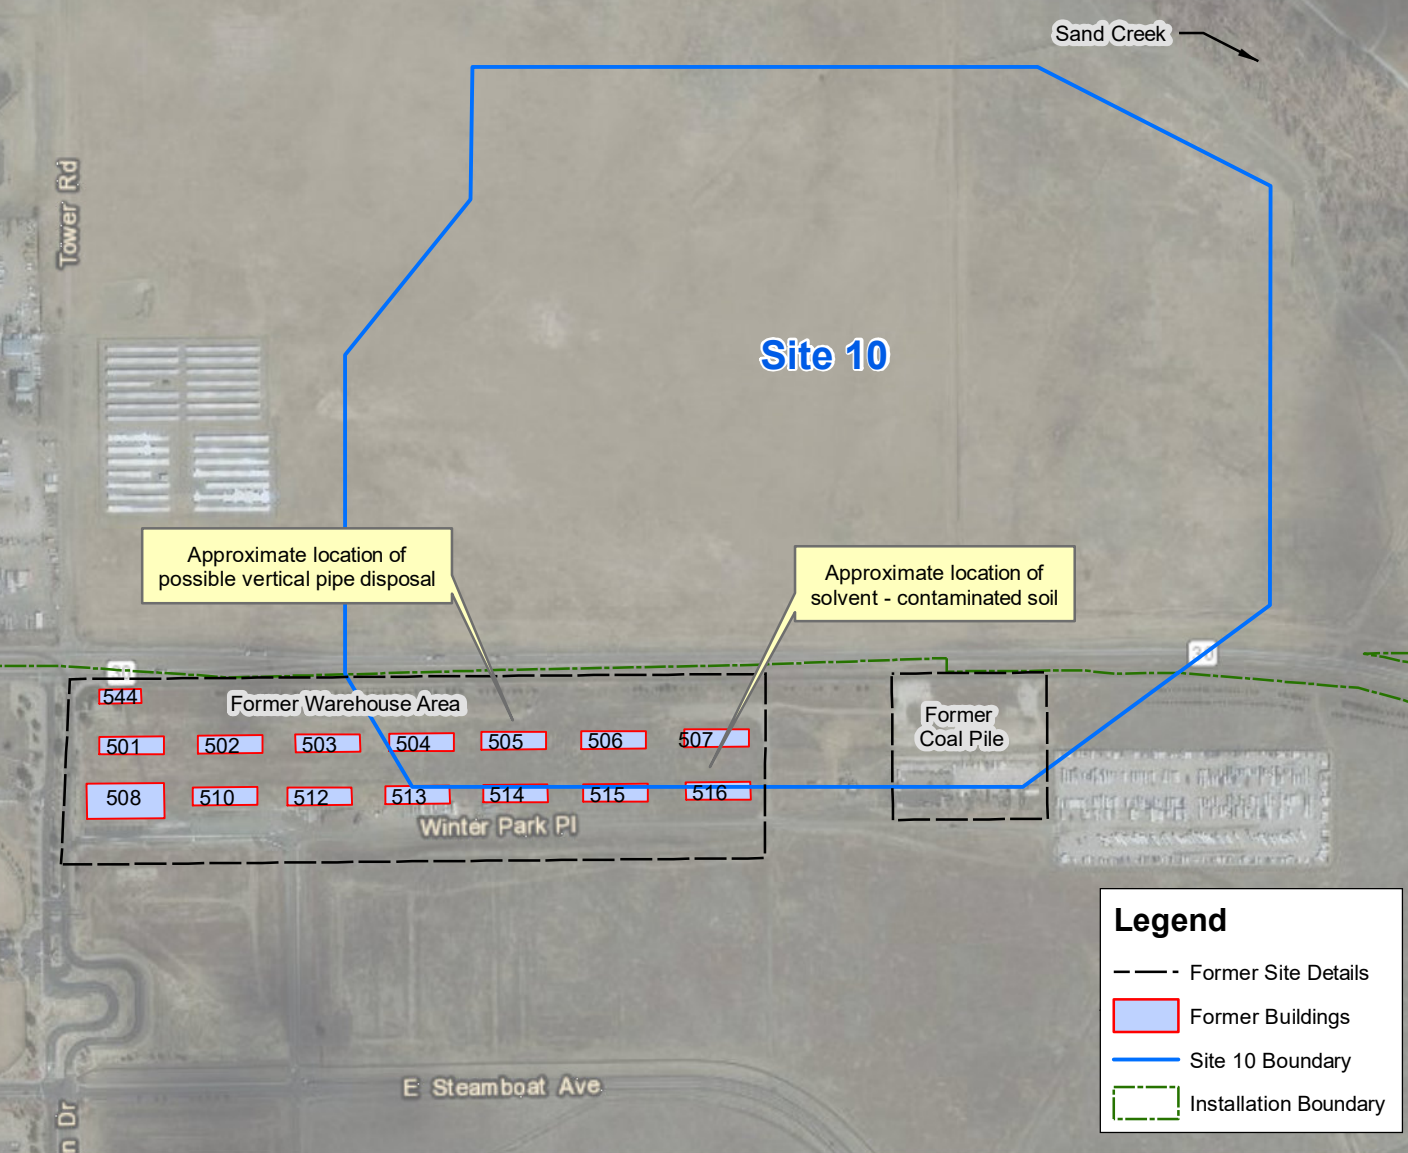 Sand Creek
Tower Rd
Site 10
Approximate location of
possible vertical pipe disposal
Approximate location of
solvent - contaminated soil
30
544
Former Warehouse Area
Former
Coal Pile
501
502
503
504
505
506
507
508
510
512
513
514
515
516
Winter Park Pl
E Steamboat Ave
n Dr
Legend
Former Site Details
Former Buildings
Site 10 Boundary
Installation Boundary